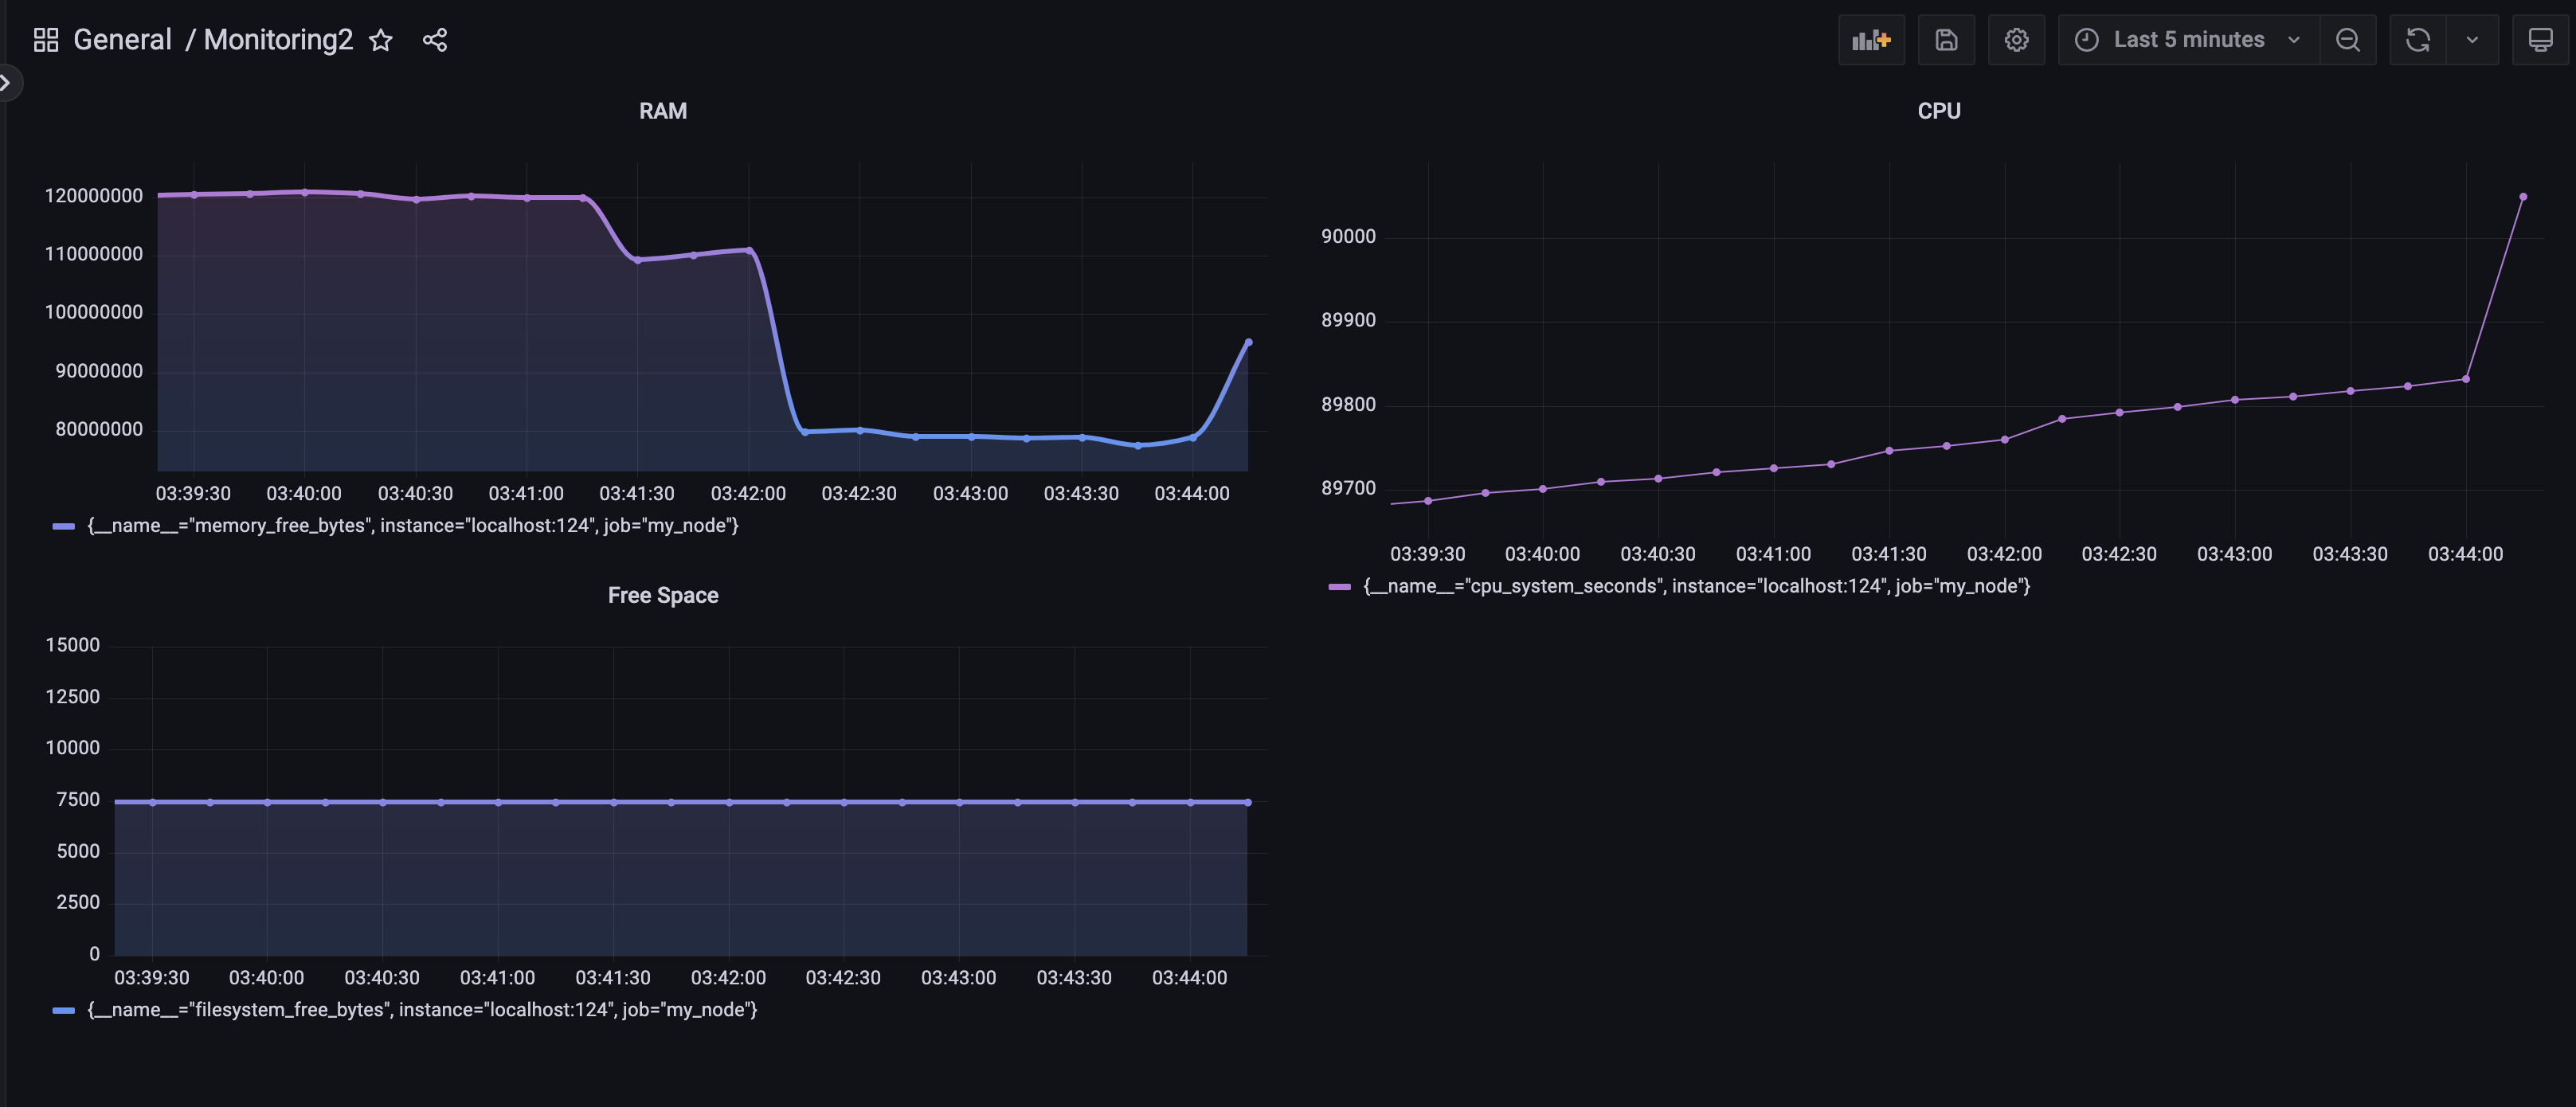 General / Monitoring2
Last 5 minutes
RAM
120000000
110000000
100000000
90000000
80000000
03:39:30 03:40:00 03:40:30 03:41:00 03:41:30 03:42:00 03:42:30 03:43:00 03:43:30 03:44:00
{__name__="memory_free_bytes", instance="localhost:124", job="my_node"}
CPU
90000
89900
89800
89700
03:39:30 03:40:00 03:40:30 03:41:00 03:41:30 03:42:00 03:42:30 03:43:00 03:43:30 03:44:00
{__name__="cpu_system_seconds", instance="localhost:124", job="my_node"}
Free Space
15000
12500
10000
7500
5000
2500
0
03:39:30 03:40:00 03:40:30 03:41:00 03:41:30 03:42:00 03:42:30 03:43:00 03:43:30 03:44:00
{__name__="filesystem_free_bytes", instance="localhost:124", job="my_node"}